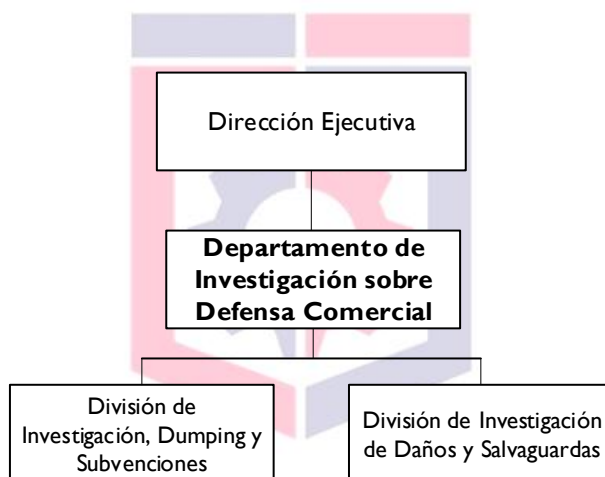 Dirección Ejecutiva
Departamento de
Investigación sobre
Defensa Comercial
División de
Investigación, Dumping y
Subvenciones
División de Investigación
de Daños y Salvaguardas